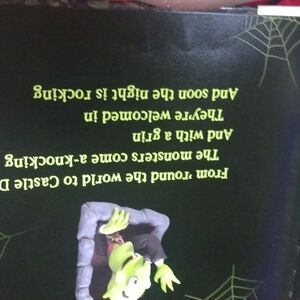 From 'round the world to Castle D
The monsters come a-knocking
And with a grin
They're welcomed in
And soon the night is rocking